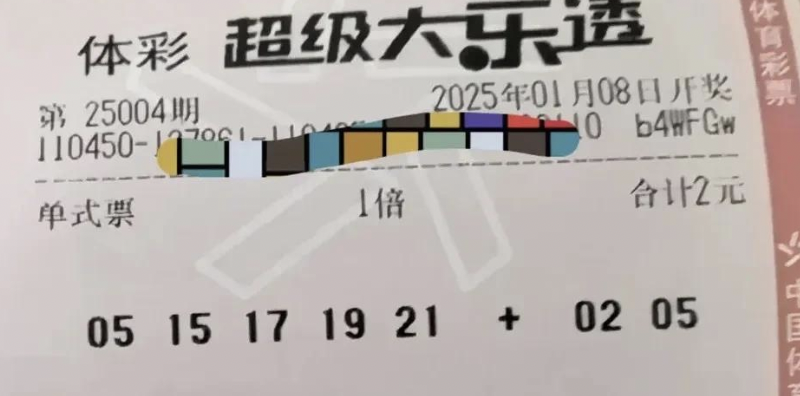 体彩 超级大乐透
第 25004期 2025年01月08日开奖
110450- b4WFGw
单式票 1倍 合计2元
05 15 17 19 21 + 02 05
体育彩票
中国体